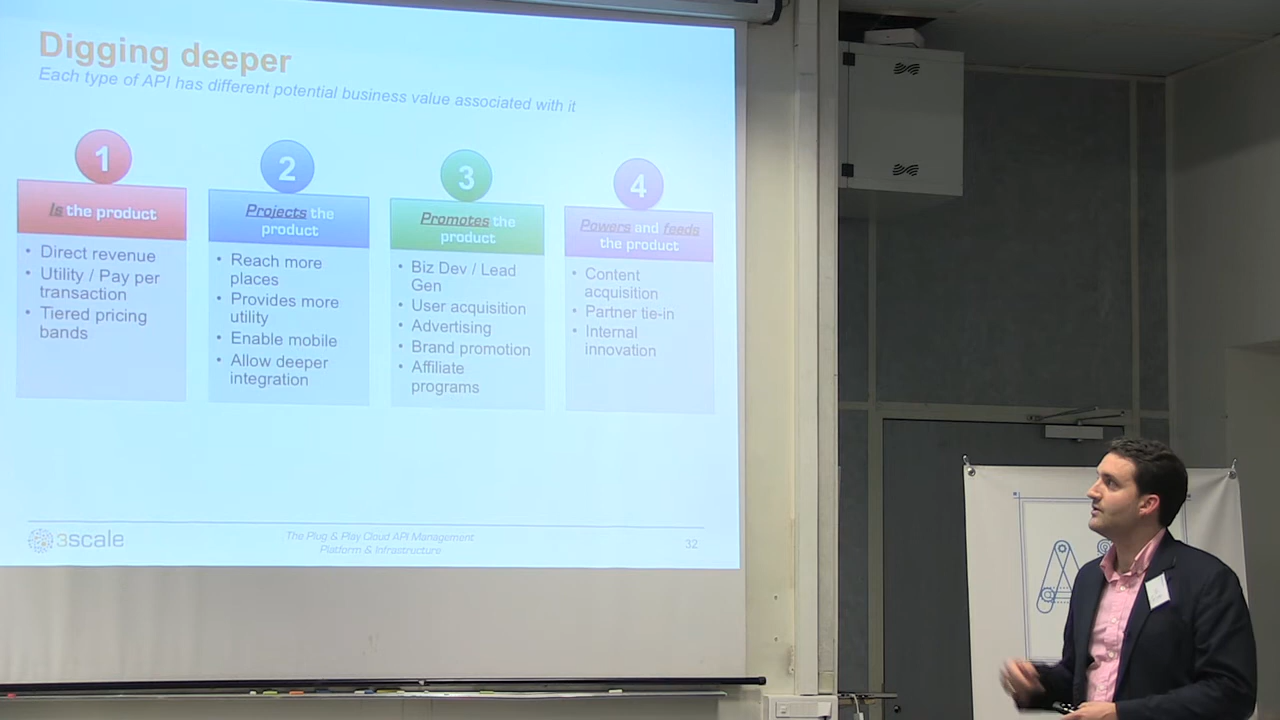 Digging deeper
Each type of API has different potential business value associated with it
1
Is the product
• Direct revenue
• Utility / Pay per
transaction
• Tiered pricing
bands
2
Projects the
product
• Reach more
places
• Provides more
utility
• Enable mobile
• Allow deeper
integration
3
Promotes the
product
• Biz Dev / Lead
Gen
• User acquisition
• Advertising
• Brand promotion
• Affiliate
programs
4
Powers and feeds
the product
• Content
acquisition
• Partner tie-in
• Internal
innovation
3scale
The Plug & Play Cloud API Management
Platform & Infrastructure
32